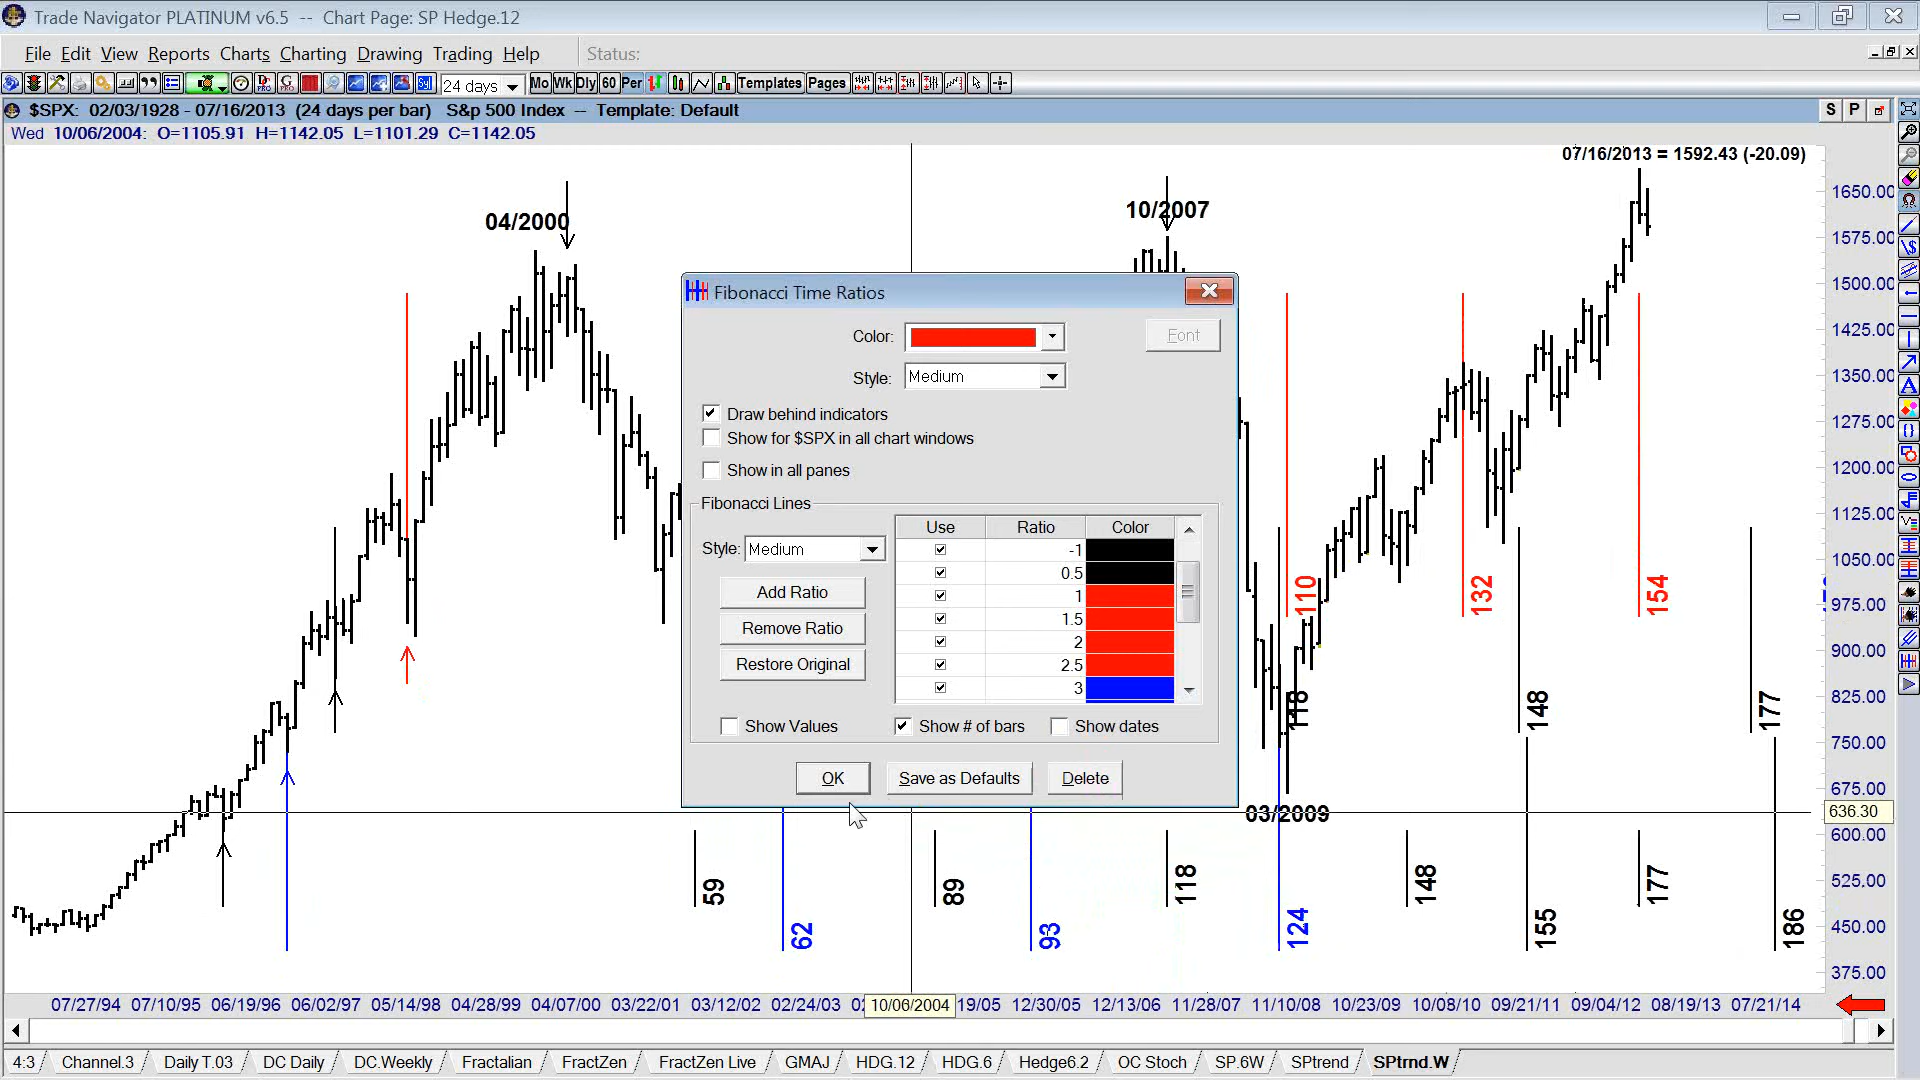 Trade Navigator PLATINUM v6.5 -- Chart Page: SP Hedge.12
File Edit View Reports Charts Charting Drawing Trading Help Status:
24 days Mo Wk Dly 60 Per Templates Pages
$SPX: 02/03/1928 - 07/16/2013 (24 days per bar) S&p 500 Index -- Template: Default S P
Wed 10/06/2004: O=1105.91 H=1142.05 L=1101.29 C=1142.05
07/16/2013 = 1592.43 (-20.09)
04/2000
10/2007
03/2009
Fibonacci Time Ratios
Color: Font
Style: Medium
Draw behind indicators
Show for $SPX in all chart windows
Show in all panes
Fibonacci Lines
Style: Medium
Add Ratio
Remove Ratio
Restore Original
Use Ratio Color
-1
0.5
1
1.5
2
2.5
3
Show Values Show # of bars Show dates
OK Save as Defaults Delete
110
132
154
118
148
177
59
89
118
148
177
62
93
124
155
186
1650.00
1575.00
1500.00
1425.00
1350.00
1275.00
1200.00
1125.00
1050.00
975.00
900.00
825.00
750.00
675.00
636.30
600.00
525.00
450.00
375.00
07/27/94 07/10/95 06/19/96 06/02/97 05/14/98 04/28/99 04/07/00 03/22/01 03/12/02 02/24/03 10/06/2004 19/05 12/30/05 12/13/06 11/28/07 11/10/08 10/23/09 10/08/10 09/21/11 09/04/12 08/19/13 07/21/14
4:3 Channel.3 Daily T.03 DC Daily DC.Weekly Fractalian FractZen FractZen Live GMAJ HDG.12 HDG.6 Hedge6.2 OC Stoch SP.6W SPtrend SPtrnd.W